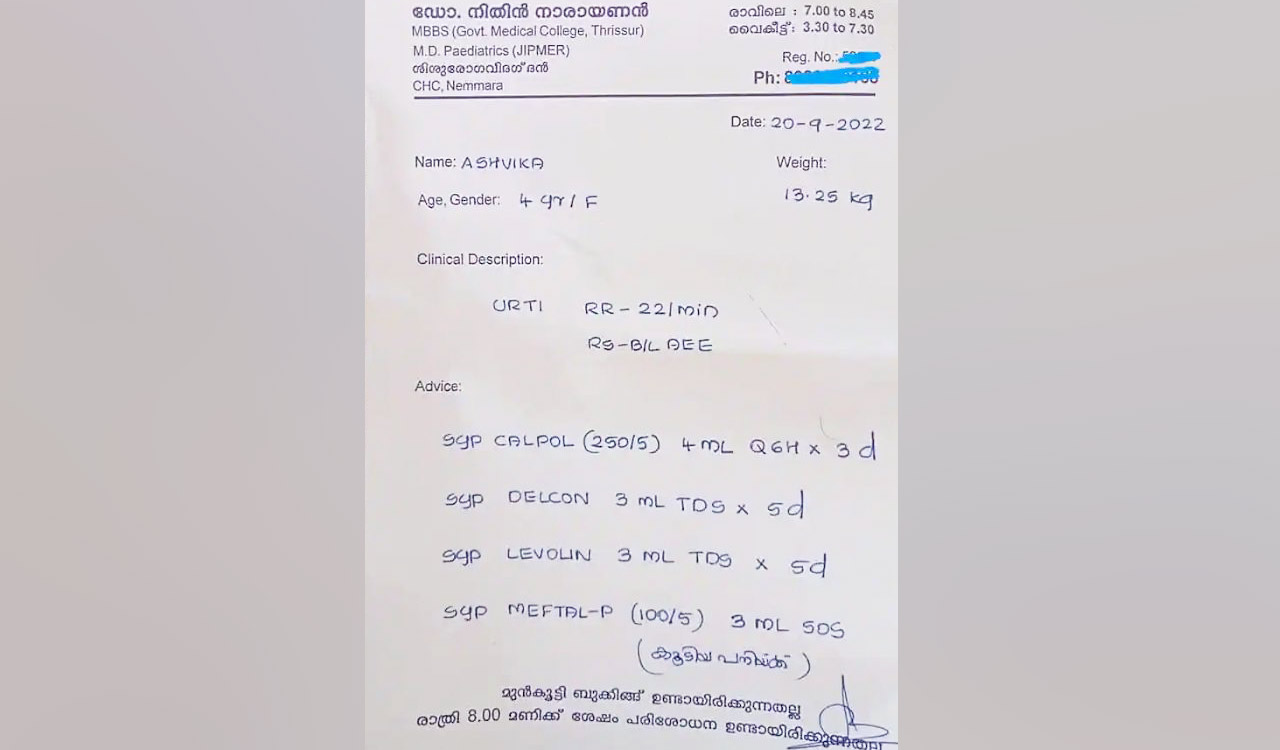 ഡോ. നിതിൻ നാരായണൻ
MBBS (Govt. Medical College, Thrissur)
M.D. Paediatrics (JIPMER)
ശിശുരോഗവിദഗ്ദൻ
CHC, Nemmara
രാവിലെ : 7.00 to 8.45
വൈകീട്ട്: 3.30 to 7.30
Reg. No.:
Ph:
Date: 20-9-2022
Name: ASHVIKA
Weight:
13.25 kg
Age, Gender: 4 yr / F
Clinical Description:
URTI RR - 22/min
RS - B/L AEE
Advice:
syp CALPOL (250/5) 4 mL Q6H x 3 d
syp DELCON 3 mL TDS x 5d
syp LEVOLIN 3 mL TDS x 5d
syp MEFTAL-P (100/5) 3 mL SOS
(കൂടിയ പനിയ്ക്ക്)
മുൻകൂട്ടി ബുക്കിങ്ങ് ഉണ്ടായിരിക്കുന്നതല്ല
രാത്രി 8.00 മണിക്ക് ശേഷം പരിശോധന ഉണ്ടായിരിക്കുന്നതല്ല